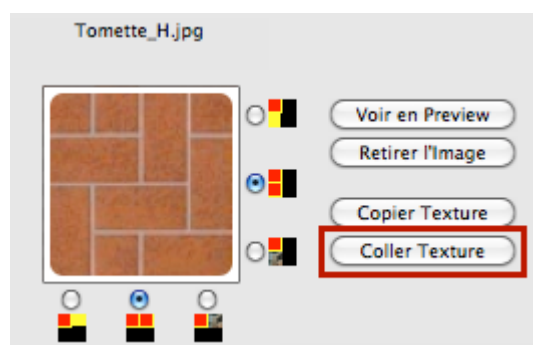 Tomette_H.jpg
Voir en Preview
Retirer l'Image
Copier Texture
Coller Texture